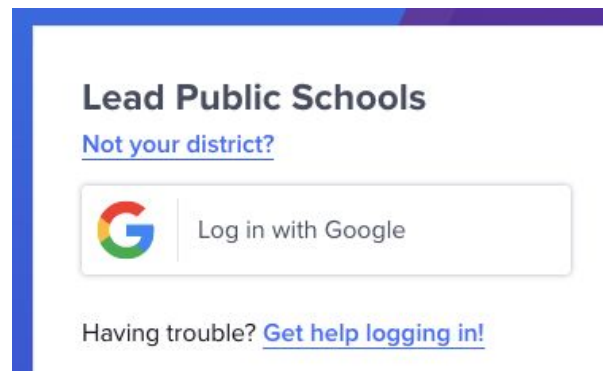 Lead Public Schools
Not your district?
Log in with Google
Having trouble? Get help logging in!